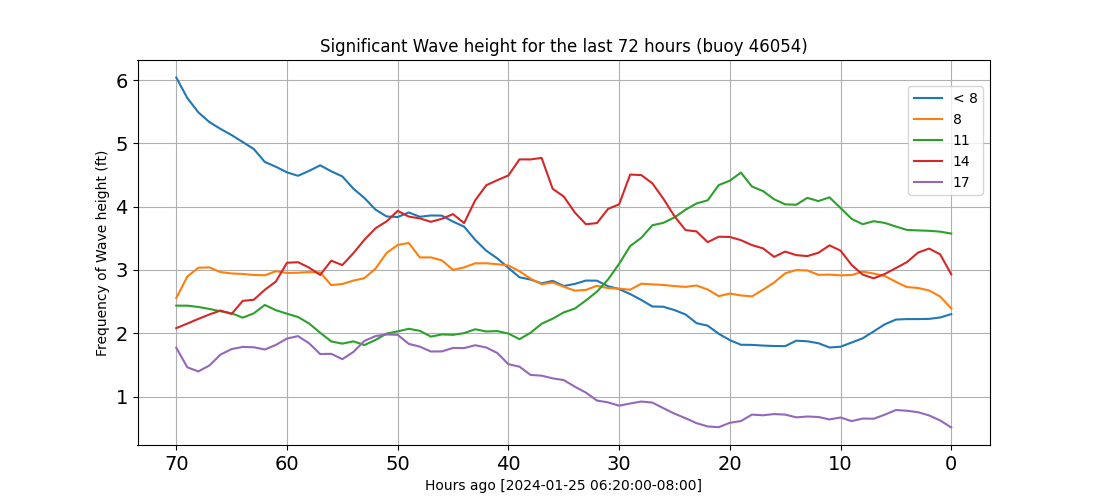 Significant Wave height for the last 72 hours (buoy 46054)
Frequency of Wave height (ft)
6
5
4
3
2
1
< 8
8
11
14
17
70 60 50 40 30 20 10 0
Hours ago [2024-01-25 06:20:00-08:00]